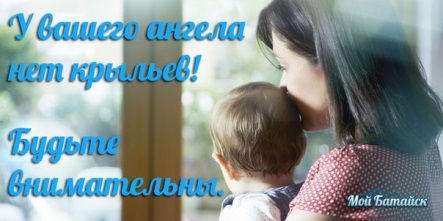 У вашего ангела
нет крыльев!
Будьте
внимательны.
Мой Батайск